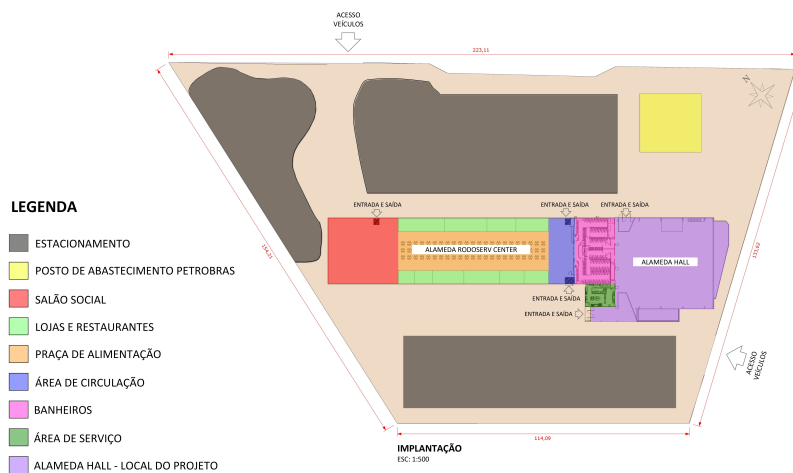 ACESSO
VEÍCULOS
223,11
N
LEGENDA
ESTACIONAMENTO
POSTO DE ABASTECIMENTO PETROBRAS
SALÃO SOCIAL
LOJAS E RESTAURANTES
PRAÇA DE ALIMENTAÇÃO
ÁREA DE CIRCULAÇÃO
BANHEIROS
ÁREA DE SERVIÇO
ALAMEDA HALL - LOCAL DO PROJETO
ENTRADA E SAÍDA
ENTRADA E SAÍDA
ENTRADA E SAÍDA
ALAMEDA RODOSERV CENTER
ALAMEDA HALL
ENTRADA E SAÍDA
ENTRADA E SAÍDA
ACESSO
VEÍCULOS
114,09
IMPLANTAÇÃO
ESC: 1:500